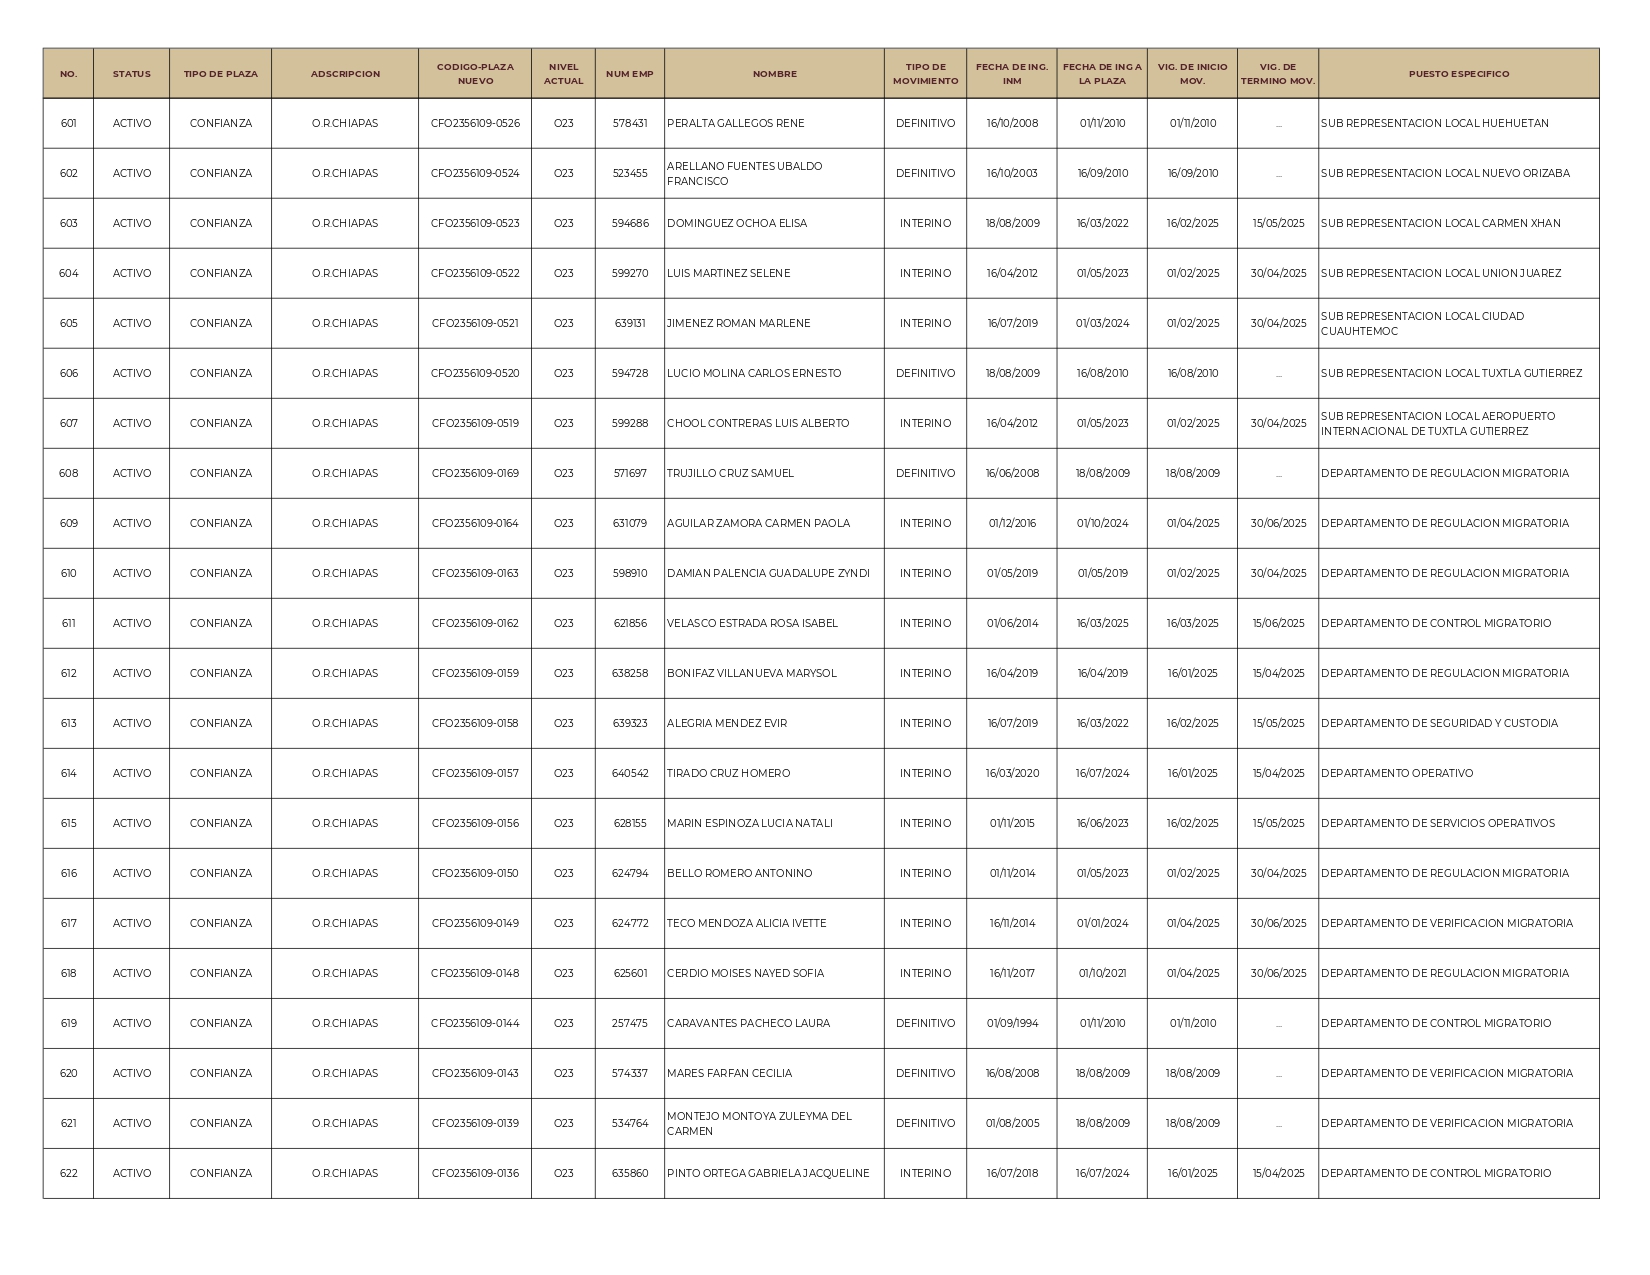 NO. STATUS TIPO DE PLAZA ADSCRIPCION CODIGO-PLAZA NUEVO NIVEL ACTUAL NUM EMP NOMBRE TIPO DE MOVIMIENTO FECHA DE ING. INM FECHA DE ING A LA PLAZA VIG. DE INICIO MOV. VIG. DE TERMINO MOV. PUESTO ESPECIFICO
601 ACTIVO CONFIANZA O.R.CHIAPAS CFO2356109-0526 O23 578431 PERALTA GALLEGOS RENE DEFINITIVO 16/10/2008 01/11/2010 01/11/2010 ... SUB REPRESENTACION LOCAL HUEHUETAN
602 ACTIVO CONFIANZA O.R.CHIAPAS CFO2356109-0524 O23 523455 ARELLANO FUENTES UBALDO FRANCISCO DEFINITIVO 16/10/2003 16/09/2010 16/09/2010 ... SUB REPRESENTACION LOCAL NUEVO ORIZABA
603 ACTIVO CONFIANZA O.R.CHIAPAS CFO2356109-0523 O23 594686 DOMINGUEZ OCHOA ELISA INTERINO 18/08/2009 16/03/2022 16/02/2025 15/05/2025 SUB REPRESENTACION LOCAL CARMEN XHAN
604 ACTIVO CONFIANZA O.R.CHIAPAS CFO2356109-0522 O23 599270 LUIS MARTINEZ SELENE INTERINO 16/04/2012 01/05/2023 01/02/2025 30/04/2025 SUB REPRESENTACION LOCAL UNION JUAREZ
605 ACTIVO CONFIANZA O.R.CHIAPAS CFO2356109-0521 O23 639131 JIMENEZ ROMAN MARLENE INTERINO 16/07/2019 01/03/2024 01/02/2025 30/04/2025 SUB REPRESENTACION LOCAL CIUDAD CUAUHTEMOC
606 ACTIVO CONFIANZA O.R.CHIAPAS CFO2356109-0520 O23 594728 LUCIO MOLINA CARLOS ERNESTO DEFINITIVO 18/08/2009 16/08/2010 16/08/2010 ... SUB REPRESENTACION LOCAL TUXTLA GUTIERREZ
607 ACTIVO CONFIANZA O.R.CHIAPAS CFO2356109-0519 O23 599288 CHOOL CONTRERAS LUIS ALBERTO INTERINO 16/04/2012 01/05/2023 01/02/2025 30/04/2025 SUB REPRESENTACION LOCAL AEROPUERTO INTERNACIONAL DE TUXTLA GUTIERREZ
608 ACTIVO CONFIANZA O.R.CHIAPAS CFO2356109-0169 O23 571697 TRUJILLO CRUZ SAMUEL DEFINITIVO 16/06/2008 18/08/2009 18/08/2009 ... DEPARTAMENTO DE REGULACION MIGRATORIA
609 ACTIVO CONFIANZA O.R.CHIAPAS CFO2356109-0164 O23 631079 AGUILAR ZAMORA CARMEN PAOLA INTERINO 01/12/2016 01/10/2024 01/04/2025 30/06/2025 DEPARTAMENTO DE REGULACION MIGRATORIA
610 ACTIVO CONFIANZA O.R.CHIAPAS CFO2356109-0163 O23 598910 DAMIAN PALENCIA GUADALUPE ZYNDI INTERINO 01/05/2019 01/05/2019 01/02/2025 30/04/2025 DEPARTAMENTO DE REGULACION MIGRATORIA
611 ACTIVO CONFIANZA O.R.CHIAPAS CFO2356109-0162 O23 621856 VELASCO ESTRADA ROSA ISABEL INTERINO 01/06/2014 16/03/2025 16/03/2025 15/06/2025 DEPARTAMENTO DE CONTROL MIGRATORIO
612 ACTIVO CONFIANZA O.R.CHIAPAS CFO2356109-0159 O23 638258 BONIFAZ VILLANUEVA MARYSOL INTERINO 16/04/2019 16/04/2019 16/01/2025 15/04/2025 DEPARTAMENTO DE REGULACION MIGRATORIA
613 ACTIVO CONFIANZA O.R.CHIAPAS CFO2356109-0158 O23 639323 ALEGRIA MENDEZ EVIR INTERINO 16/07/2019 16/03/2022 16/02/2025 15/05/2025 DEPARTAMENTO DE SEGURIDAD Y CUSTODIA
614 ACTIVO CONFIANZA O.R.CHIAPAS CFO2356109-0157 O23 640542 TIRADO CRUZ HOMERO INTERINO 16/03/2020 16/07/2024 16/01/2025 15/04/2025 DEPARTAMENTO OPERATIVO
615 ACTIVO CONFIANZA O.R.CHIAPAS CFO2356109-0156 O23 628155 MARIN ESPINOZA LUCIA NATALI INTERINO 01/11/2015 16/06/2023 16/02/2025 15/05/2025 DEPARTAMENTO DE SERVICIOS OPERATIVOS
616 ACTIVO CONFIANZA O.R.CHIAPAS CFO2356109-0150 O23 624794 BELLO ROMERO ANTONINO INTERINO 01/11/2014 01/05/2023 01/02/2025 30/04/2025 DEPARTAMENTO DE REGULACION MIGRATORIA
617 ACTIVO CONFIANZA O.R.CHIAPAS CFO2356109-0149 O23 624772 TECO MENDOZA ALICIA IVETTE INTERINO 16/11/2014 01/01/2024 01/04/2025 30/06/2025 DEPARTAMENTO DE VERIFICACION MIGRATORIA
618 ACTIVO CONFIANZA O.R.CHIAPAS CFO2356109-0148 O23 625601 CERDIO MOISES NAYED SOFIA INTERINO 16/11/2017 01/10/2021 01/04/2025 30/06/2025 DEPARTAMENTO DE REGULACION MIGRATORIA
619 ACTIVO CONFIANZA O.R.CHIAPAS CFO2356109-0144 O23 257475 CARAVANTES PACHECO LAURA DEFINITIVO 01/09/1994 01/11/2010 01/11/2010 ... DEPARTAMENTO DE CONTROL MIGRATORIO
620 ACTIVO CONFIANZA O.R.CHIAPAS CFO2356109-0143 O23 574337 MARES FARFAN CECILIA DEFINITIVO 16/08/2008 18/08/2009 18/08/2009 ... DEPARTAMENTO DE VERIFICACION MIGRATORIA
621 ACTIVO CONFIANZA O.R.CHIAPAS CFO2356109-0139 O23 534764 MONTEJO MONTOYA ZULEYMA DEL CARMEN DEFINITIVO 01/08/2005 18/08/2009 18/08/2009 ... DEPARTAMENTO DE VERIFICACION MIGRATORIA
622 ACTIVO CONFIANZA O.R.CHIAPAS CFO2356109-0136 O23 635860 PINTO ORTEGA GABRIELA JACQUELINE INTERINO 16/07/2018 16/07/2024 16/01/2025 15/04/2025 DEPARTAMENTO DE CONTROL MIGRATORIO